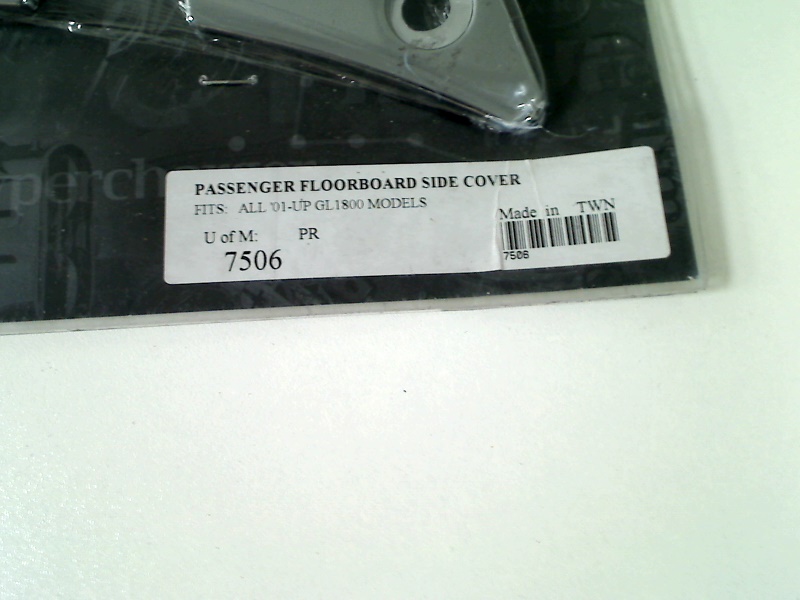 PASSENGER FLOORBOARD SIDE COVER
FITS: ALL '01-UP GL1800 MODELS
U of M: PR
7506
Made in TWN
7506